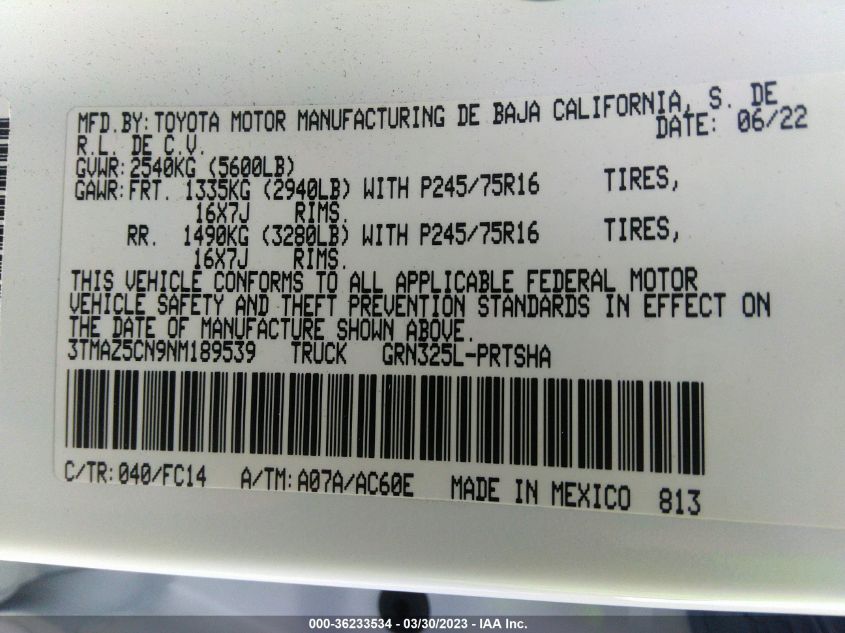 MFD.BY:TOYOTA MOTOR MANUFACTURING DE BAJA CALIFORNIA, S. DE
R.L. DE C.V. DATE: 06/22
GVWR:2540KG (5600LB)
GAWR:FRT. 1335KG (2940LB) WITH P245/75R16 TIRES,
16X7J RIMS.
RR. 1490KG (3280LB) WITH P245/75R16 TIRES,
16X7J RIMS.
THIS VEHICLE CONFORMS TO ALL APPLICABLE FEDERAL MOTOR
VEHICLE SAFETY AND THEFT PREVENTION STANDARDS IN EFFECT ON
THE DATE OF MANUFACTURE SHOWN ABOVE.
3TMAZ5CN9NM189539 TRUCK GRN325L-PRTSHA
C/TR:040/FC14 A/TM:A07A/AC60E MADE IN MEXICO 813
000-36233534 - 03/30/2023 - IAA Inc.